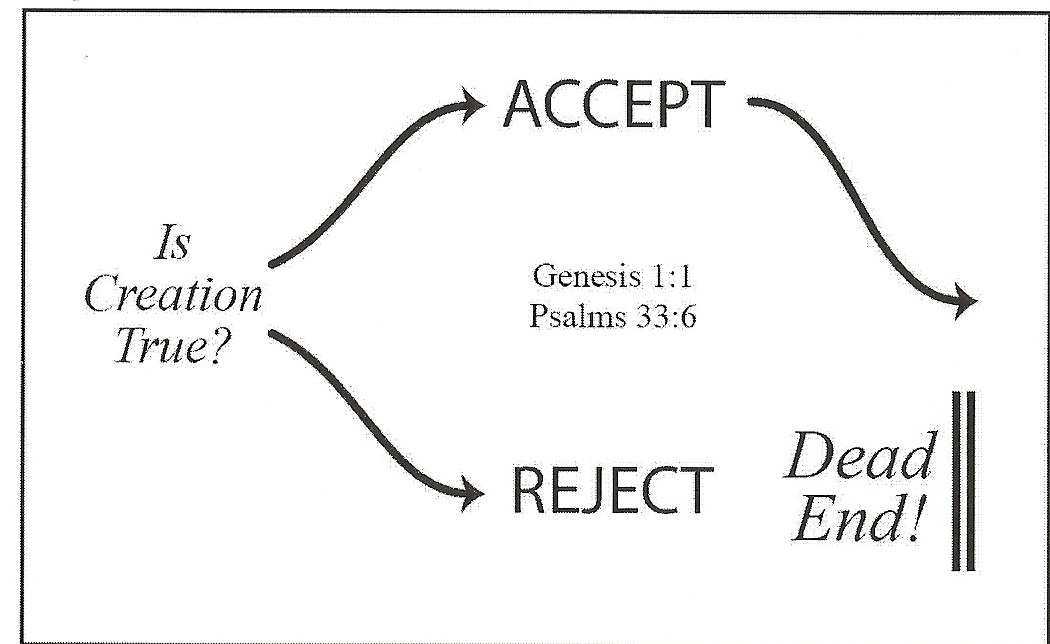 ACCEPT
Is
Creation
True?
Genesis 1:1
Psalms 33:6
REJECT
Dead
End!